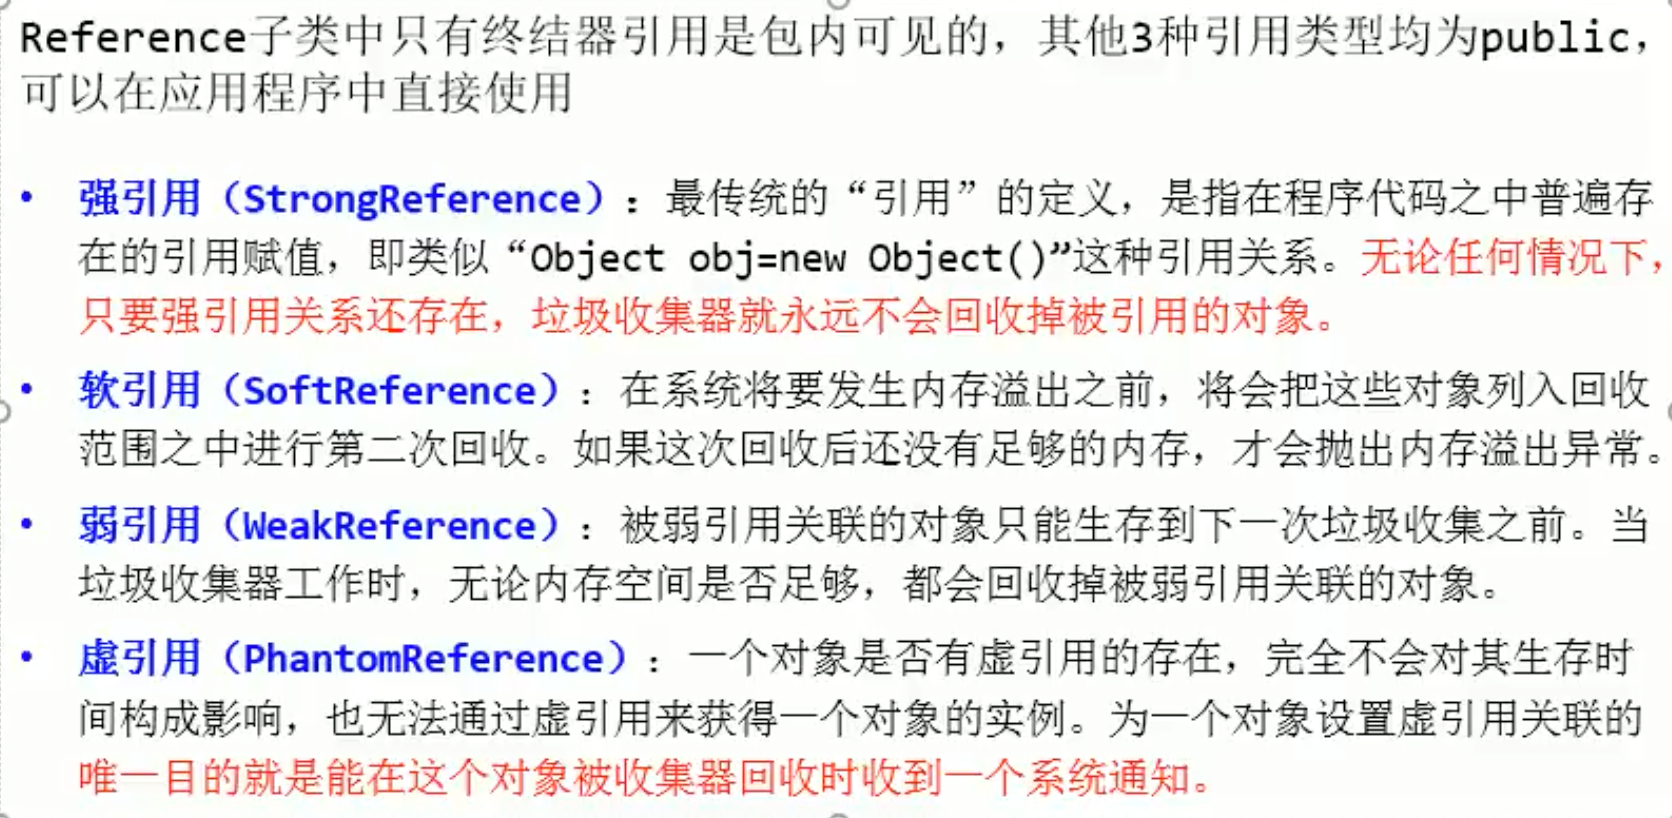 Reference子类中只有终结器引用是包内可见的，其他3种引用类型均为public，
可以在应用程序中直接使用
• 强引用（StrongReference）：最传统的“引用”的定义，是指在程序代码之中普遍存
在的引用赋值，即类似“Object obj=new Object()”这种引用关系。无论任何情况下，
只要强引用关系还存在，垃圾收集器就永远不会回收掉被引用的对象。
• 软引用（SoftReference）：在系统将要发生内存溢出之前，将会把这些对象列入回收
范围之中进行第二次回收。如果这次回收后还没有足够的内存，才会抛出内存溢出异常。
• 弱引用（WeakReference）：被弱引用关联的对象只能生存到下一次垃圾收集之前。当
垃圾收集器工作时，无论内存空间是否足够，都会回收掉被弱引用关联的对象。
• 虚引用（PhantomReference）：一个对象是否有虚引用的存在，完全不会对其生存时
间构成影响，也无法通过虚引用来获得一个对象的实例。为一个对象设置虚引用关联的
唯一目的就是能在这个对象被收集器回收时收到一个系统通知。